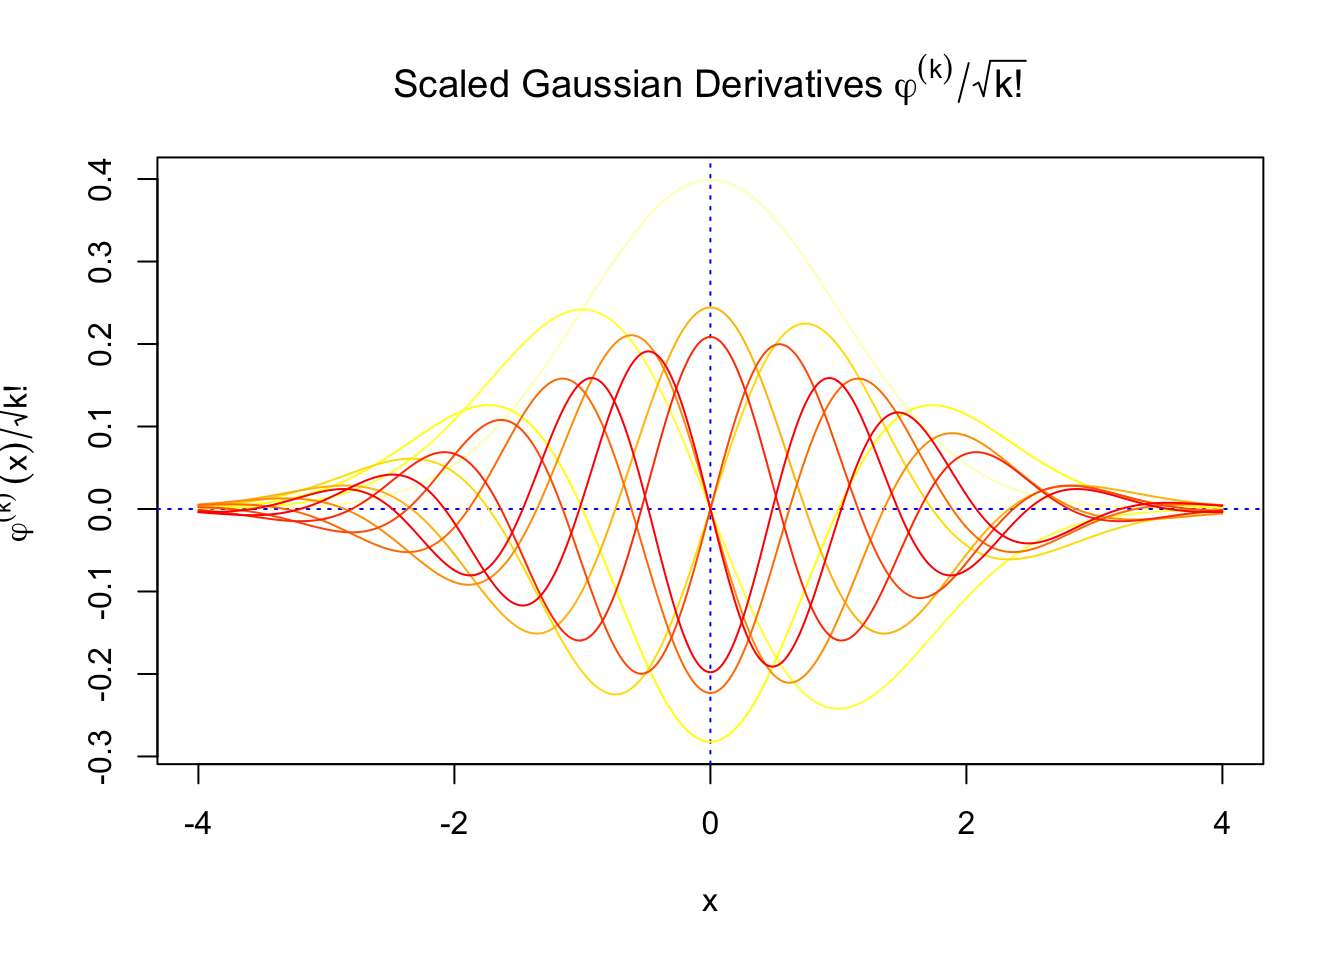 Scaled Gaussian Derivatives φ^(k)/√k!
φ^(k) (x)/√k!
0.4
0.3
0.2
0.1
0.0
-0.1
-0.2
-0.3
-4 -2 0 2 4
x